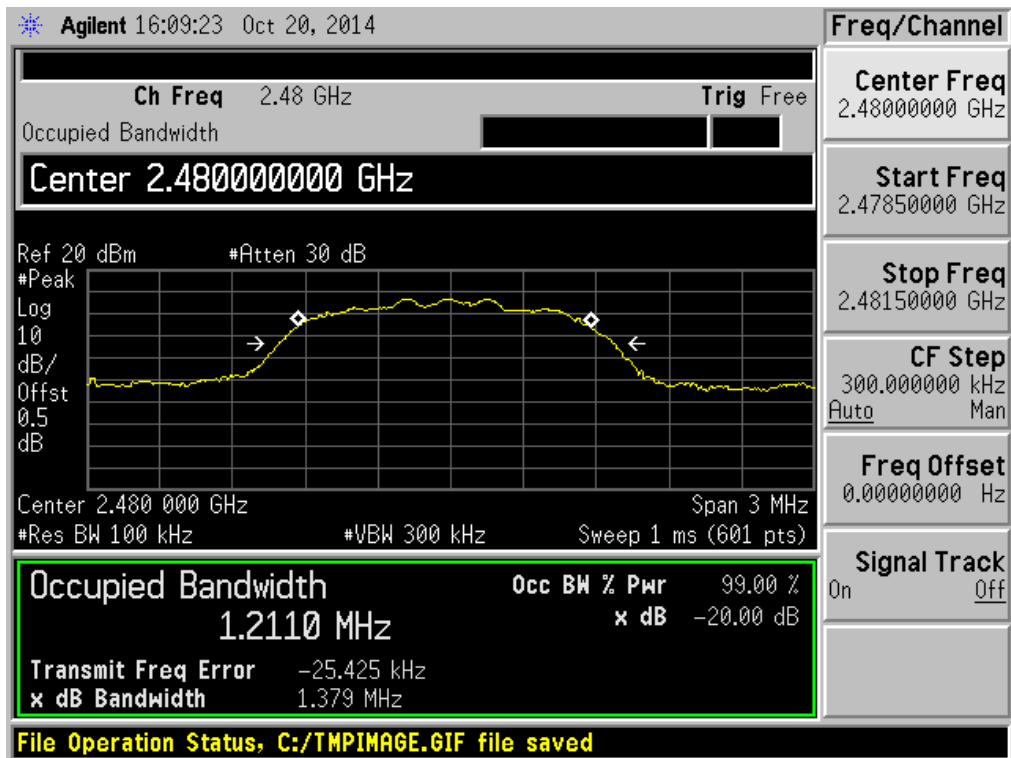 Agilent 16:09:23 Oct 20, 2014
Freq/Channel
Ch Freq 2.48 GHz Trig Free
Occupied Bandwidth
Center 2.480000000 GHz
Ref 20 dBm #Atten 30 dB
#Peak
Log
10
dB/
Offst
0.5
dB
Center 2.480 000 GHz Span 3 MHz
#Res BW 100 kHz #VBW 300 kHz Sweep 1 ms (601 pts)
Occupied Bandwidth Occ BW % Pwr 99.00 %
1.2110 MHz x dB -20.00 dB
Transmit Freq Error -25.425 kHz
x dB Bandwidth 1.379 MHz
File Operation Status, C:/TMPIMAGE.GIF file saved
Center Freq
2.48000000 GHz
Start Freq
2.47850000 GHz
Stop Freq
2.48150000 GHz
CF Step
300.000000 kHz
Auto Man
Freq Offset
0.00000000 Hz
Signal Track
On Off